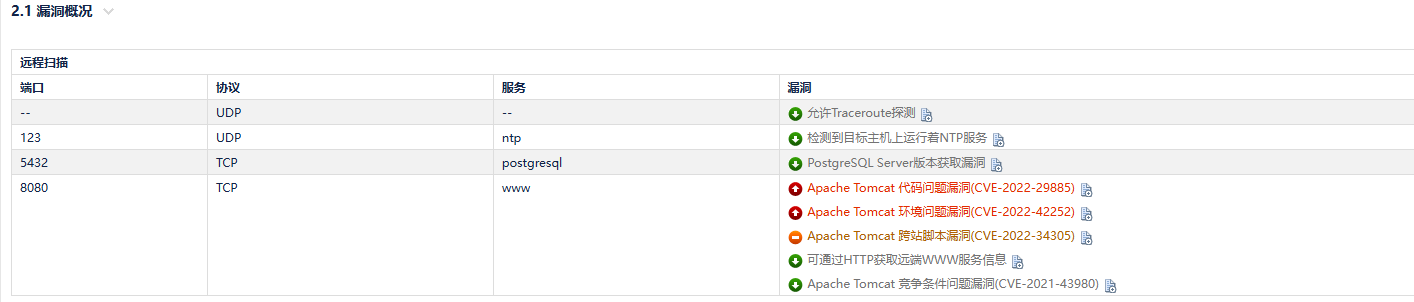 2.1 漏洞概况
远程扫描
端口 协议 服务 漏洞
-- UDP -- 允许Traceroute探测
123 UDP ntp 检测到目标主机上运行着NTP服务
5432 TCP postgresql PostgreSQL Server版本获取漏洞
8080 TCP www Apache Tomcat 代码问题漏洞(CVE-2022-29885)
Apache Tomcat 环境问题漏洞(CVE-2022-42252)
Apache Tomcat 跨站脚本漏洞(CVE-2022-34305)
可通过HTTP获取远端WWW服务信息
Apache Tomcat 竞争条件问题漏洞(CVE-2021-43980)